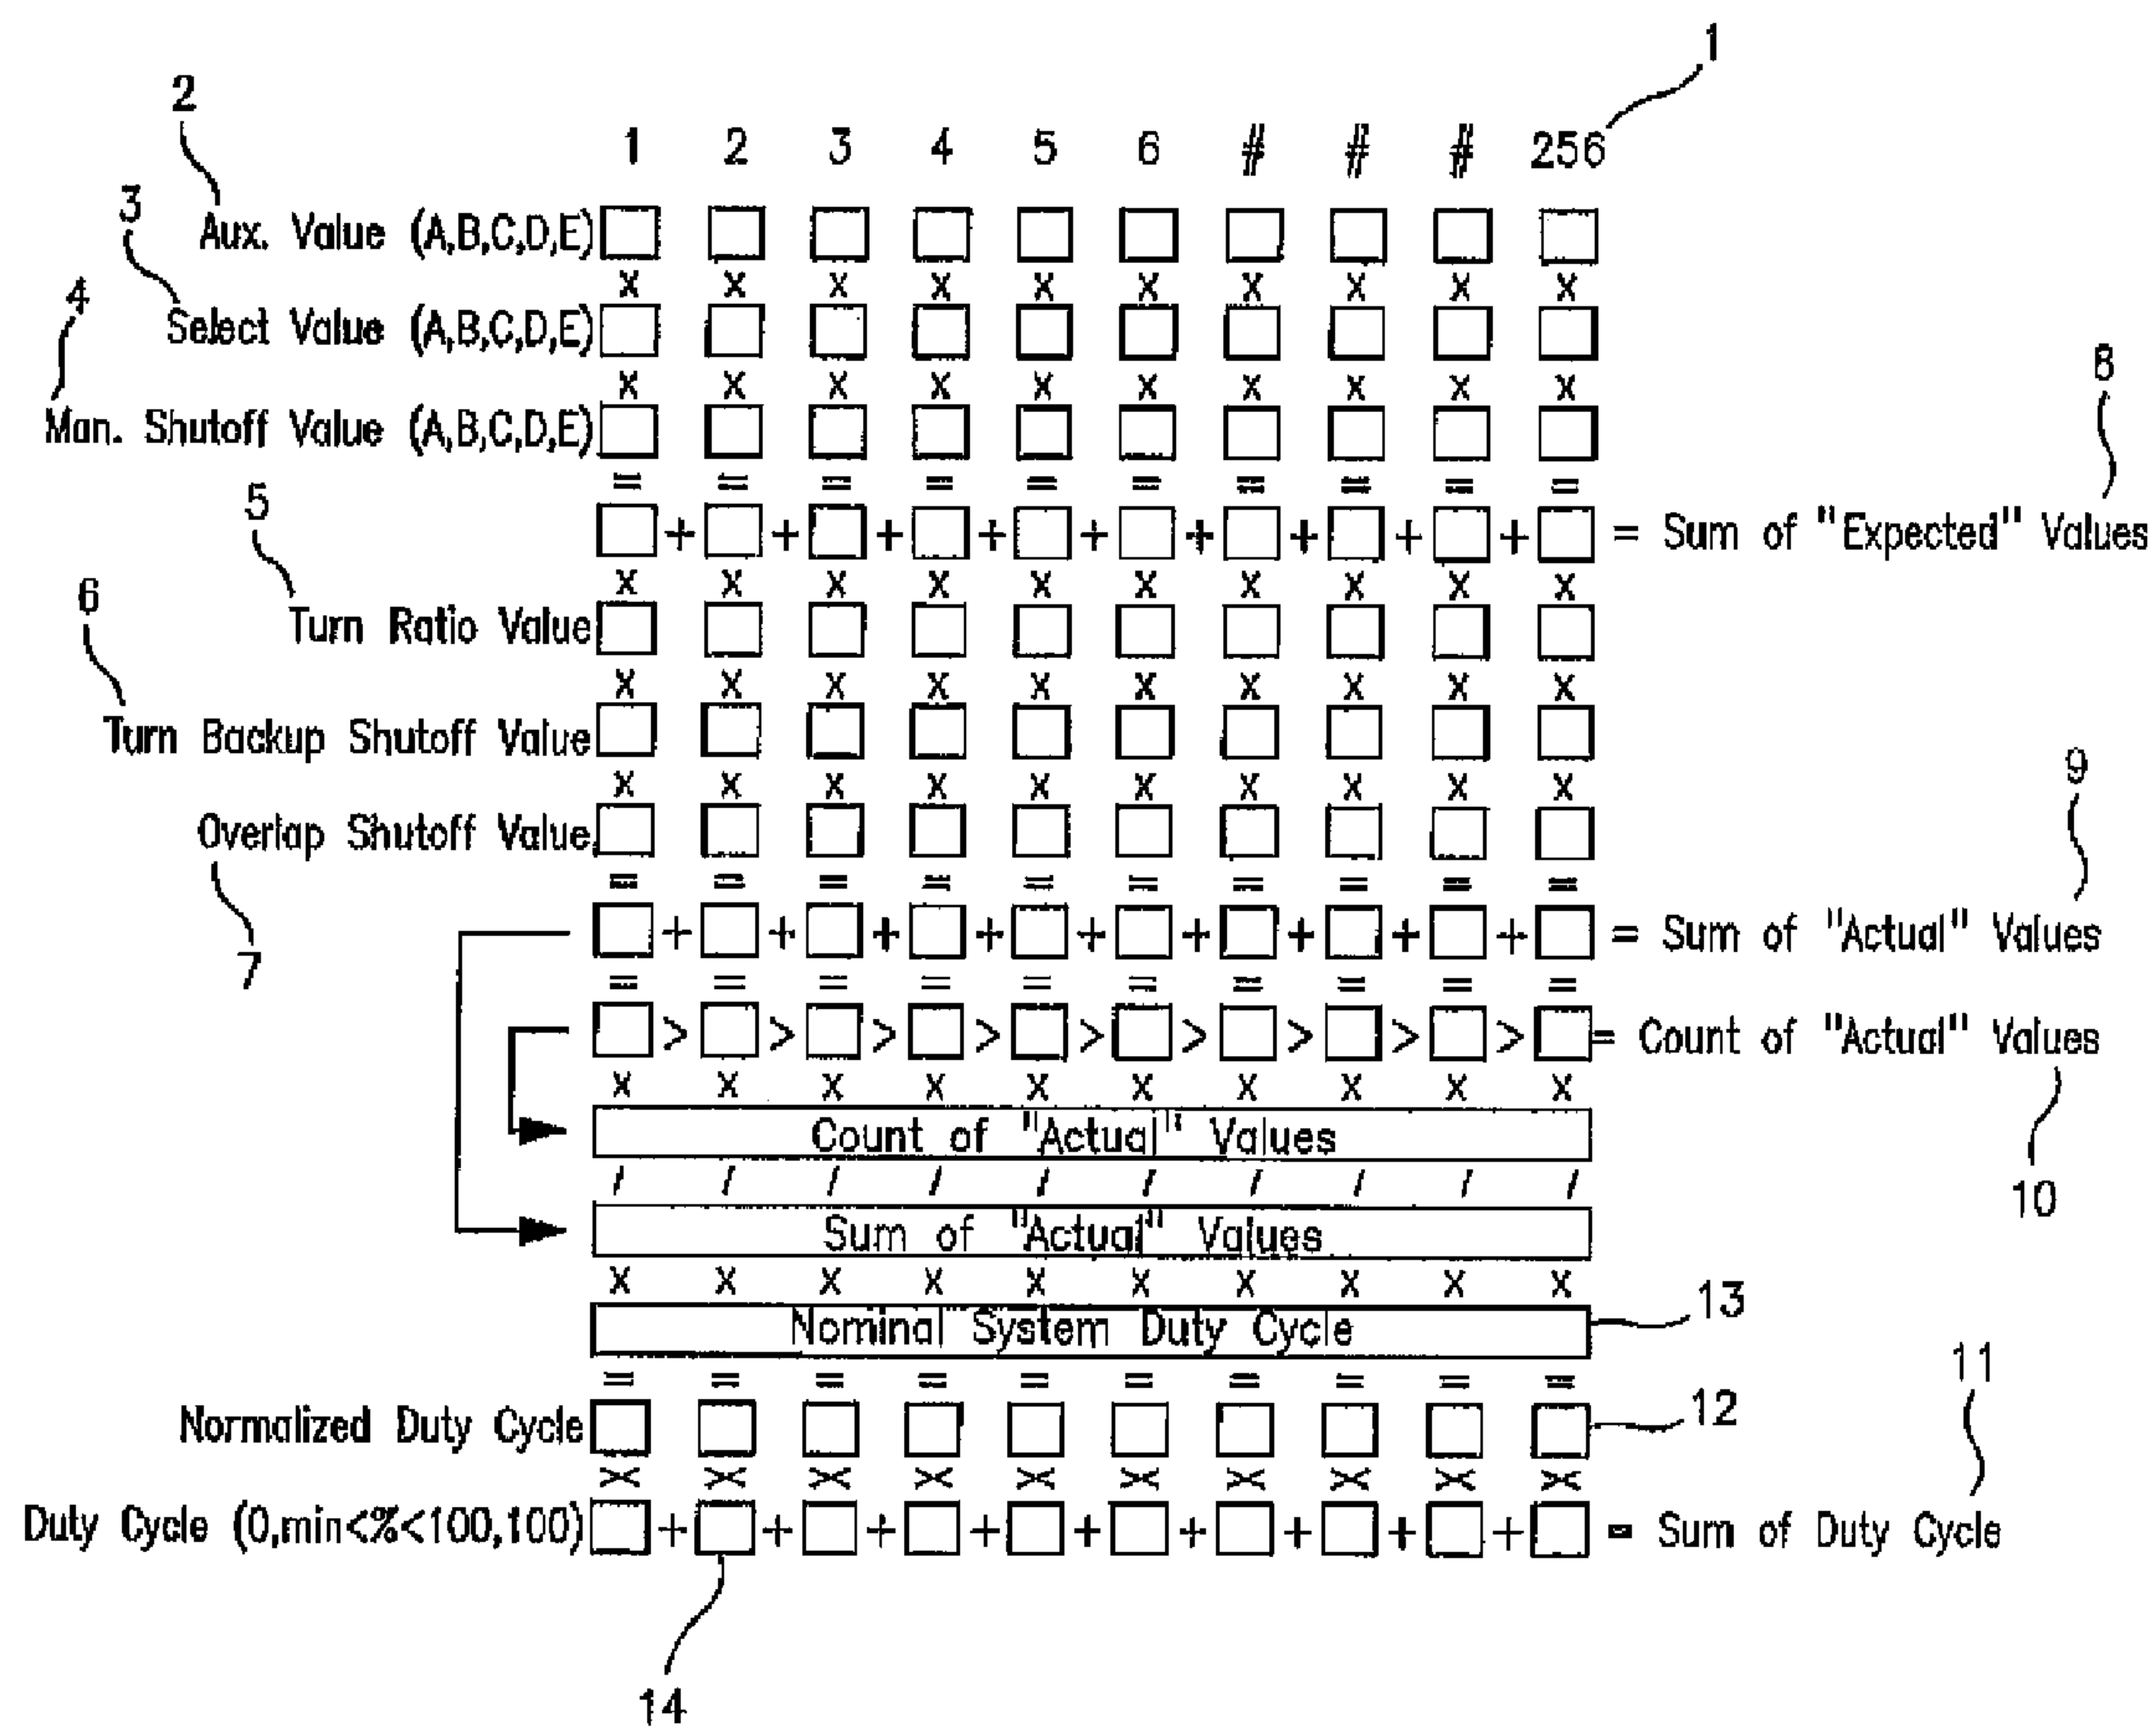 1
2
1 2 3 4 5 6 # # # 256
3
Aux. Value (A,B,C,D,E)
x x x x x x x x x x
4
Select Value (A,B,C,D,E)
x x x x x x x x x x
8
Man. Shutoff Value (A,B,C,D,E)
= = = = = = = = = =
5
+ + + + + + + + + = Sum of "Expected" Values
x x x x x x x x x x
6
Turn Ratio Value
x x x x x x x x x x
Turn Backup Shutoff Value
x x x x x x x x x x
9
Overlap Shutoff Value
= = = = = = = = = =
+ + + + + + + + + = Sum of "Actual" Values
7
= = = = = = = = = =
> > > > > > > > > = Count of "Actual" Values
x x x x x x x x x x
Count of "Actual" Values
/ / / / / / / / / /
10
Sum of "Actual" Values
x x x x x x x x x x
13
Nominal System Duty Cycle
= = = = = = = = = =
11
Normalized Duty Cycle
12
x x x x x x x x x x
Duty Cycle (0,min<%<100,100) + + + + + + + + + = Sum of Duty Cycle
14